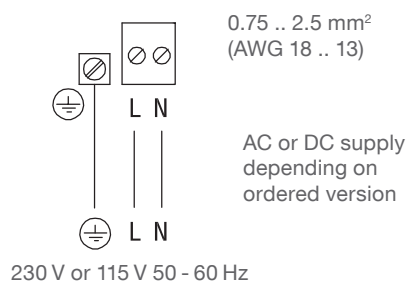 0.75 .. 2.5 mm²
(AWG 18 .. 13)
L N
AC or DC supply
depending on
ordered version
L N
230 V or 115 V 50 - 60 Hz